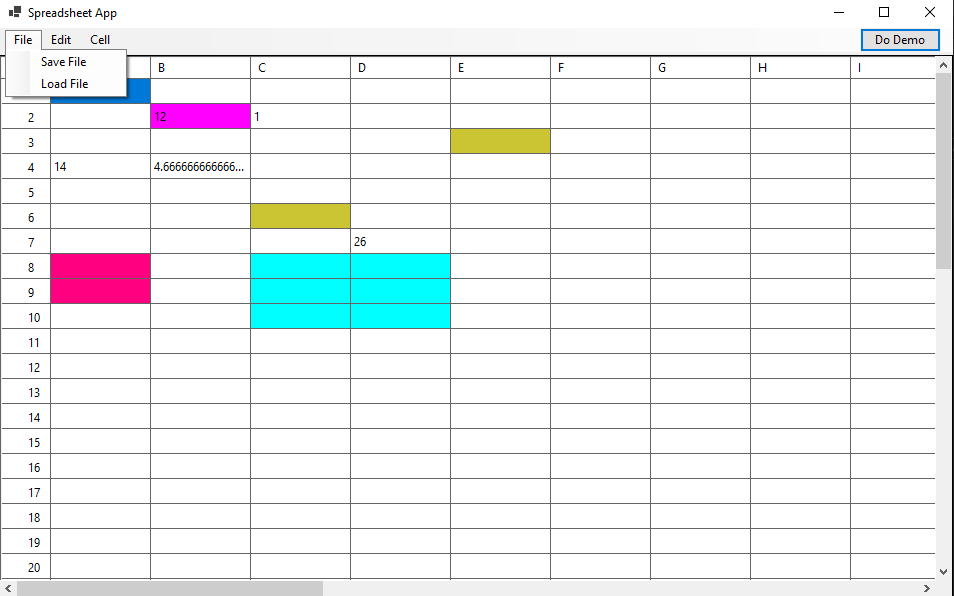 Spreadsheet App
File Edit Cell Do Demo
Save File
Load File
B C D E F G H I
2 12 1
3
4 14 4.666666666666...
5
6
7 26
8
9
10
11
12
13
14
15
16
17
18
19
20